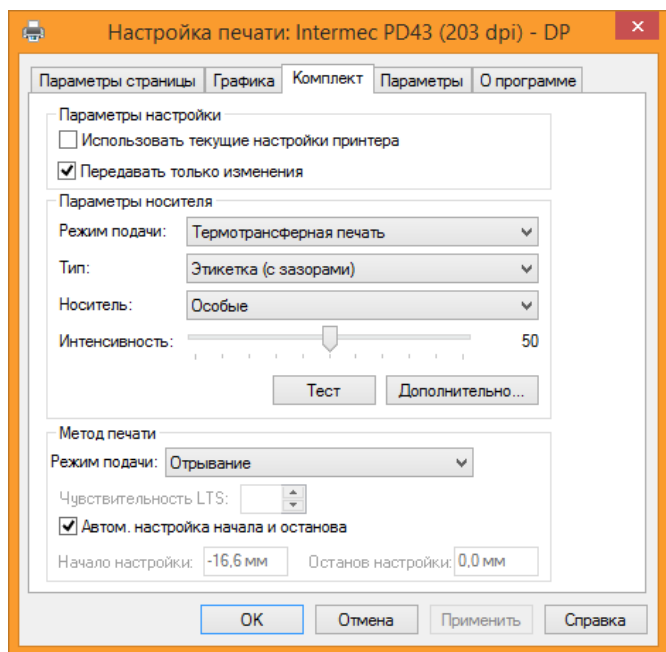 Настройка печати: Intermec PD43 (203 dpi) - DP
Параметры страницы Графика Комплект Параметры О программе
Параметры настройки
Использовать текущие настройки принтера
Передавать только изменения
Параметры носителя
Режим подачи: Термотрансферная печать
Тип: Этикетка (с зазорами)
Носитель: Особые
Интенсивность: 50
Тест Дополнительно...
Метод печати
Режим подачи: Отрывание
Чувствительность LTS:
Автом. настройка начала и останова
Начало настройки: -16,6 мм Останов настройки: 0,0 мм
OK Отмена Применить Справка